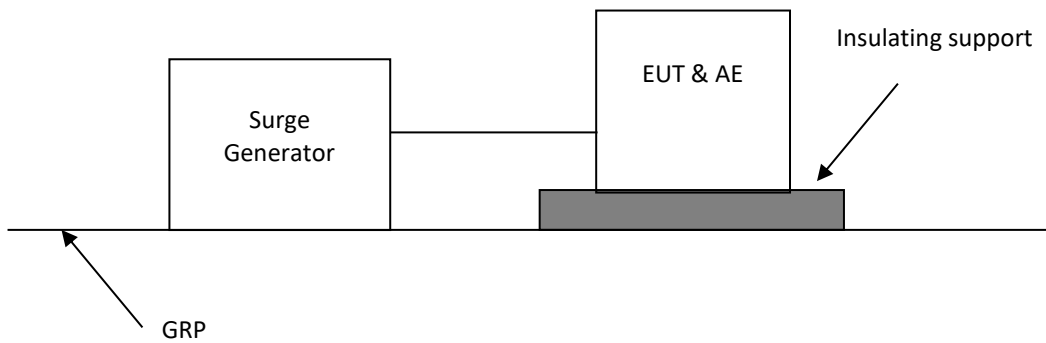 Insulating support
EUT & AE
Surge
Generator
GRP